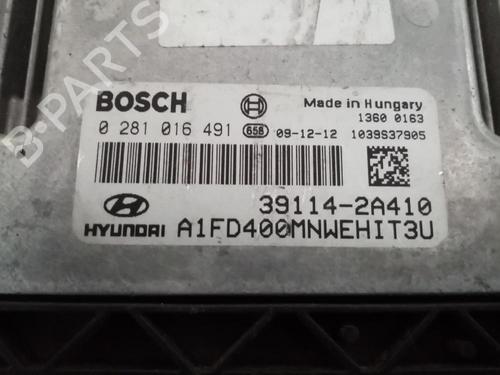 B-PARTS
BOSCH
Made in Hungary
1360 0163
0 281 016 491 658 09-12-12 1039S37905
39114-2A410
HYUNDAI A1FD400MNWEHIT3U